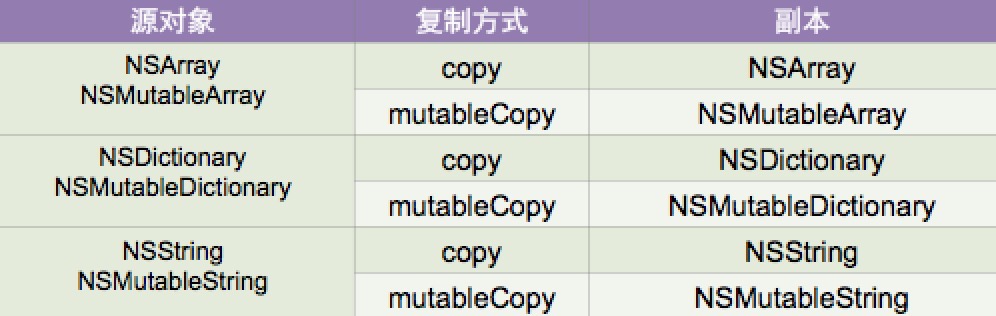 源对象 复制方式 副本
NSArray
NSMutableArray
copy NSArray
mutableCopy NSMutableArray
NSDictionary
NSMutableDictionary
copy NSDictionary
mutableCopy NSMutableDictionary
NSString
NSMutableString
copy NSString
mutableCopy NSMutableString